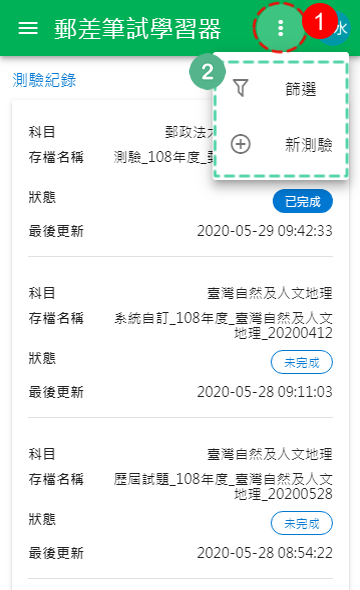 郵差筆試學習器
1
水
測驗紀錄
2
篩選
新測驗
科目
郵政法
存檔名稱
測驗_108年度_
狀態
已完成
最後更新
2020-05-29 09:42:33
科目
臺灣自然及人文地理
存檔名稱
系統自訂_108年度_臺灣自然及人文
地理_20200412
狀態
未完成
最後更新
2020-05-28 09:11:03
科目
臺灣自然及人文地理
存檔名稱
歷屆試題_108年度_臺灣自然及人文
地理_20200528
狀態
未完成
最後更新
2020-05-28 08:54:22